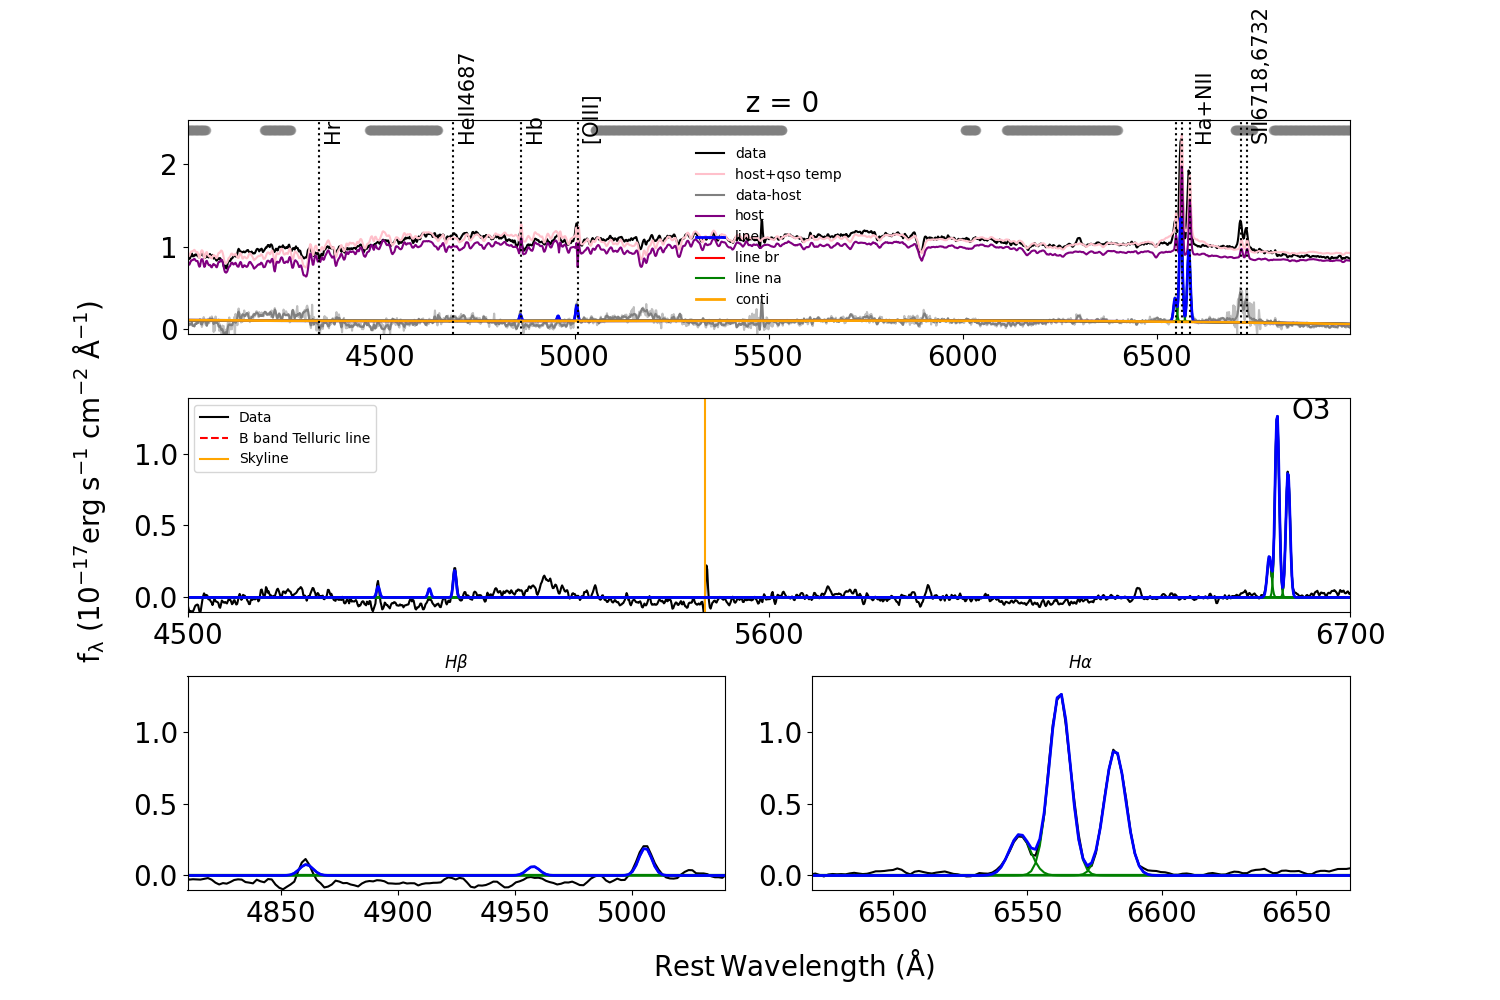 z = 0
Hr
HeII4687
Hb
[OIII]
Ha+NII
SII6718,6732
data
host+qso temp
data-host
host
line
line br
line na
conti
2
1
0
4500 5000 5500 6000 6500
Data
B band Telluric line
Skyline
O3
1.0
0.5
0.0
4500 5600 6700
fλ (10⁻¹⁷erg s⁻¹ cm⁻² Å⁻¹)
Hβ
1.0
0.5
0.0
4850 4900 4950 5000
Hα
1.0
0.5
0.0
6500 6550 6600 6650
Rest Wavelength (Å)